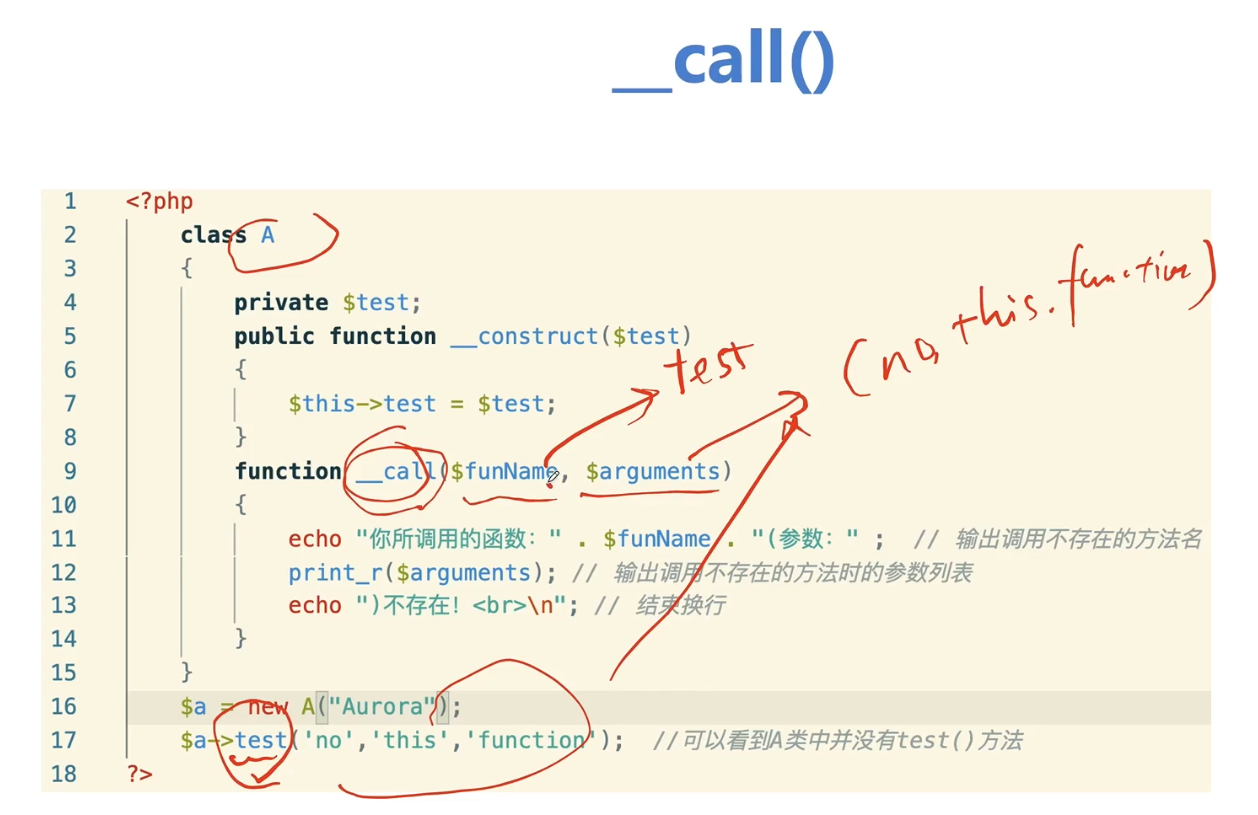 __call()
1 <?php
2 class A
3 {
4 private $test;
5 public function __construct($test)
6 {
7 $this->test = $test;
8 }
test
(no, this. function)
9 function __call($funName, $arguments)
10 {
11 echo "你所调用的函数：" . $funName . "(参数：" ; // 输出调用不存在的方法名
12 print_r($arguments); // 输出调用不存在的方法时的参数列表
13 echo ")不存在！<br>\n"; // 结束换行
14 }
15 }
16 $a = new A("Aurora");
17 $a->test('no','this','function'); //可以看到A类中并没有test()方法
18 ?>